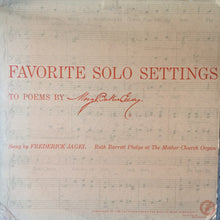 FAVORITE SOLO SETTINGS
TO POEMS BY Mary Baker Eddy
Sung by FREDERICK JAGEL Ruth Barrett Phelps at The Mother Church Organ